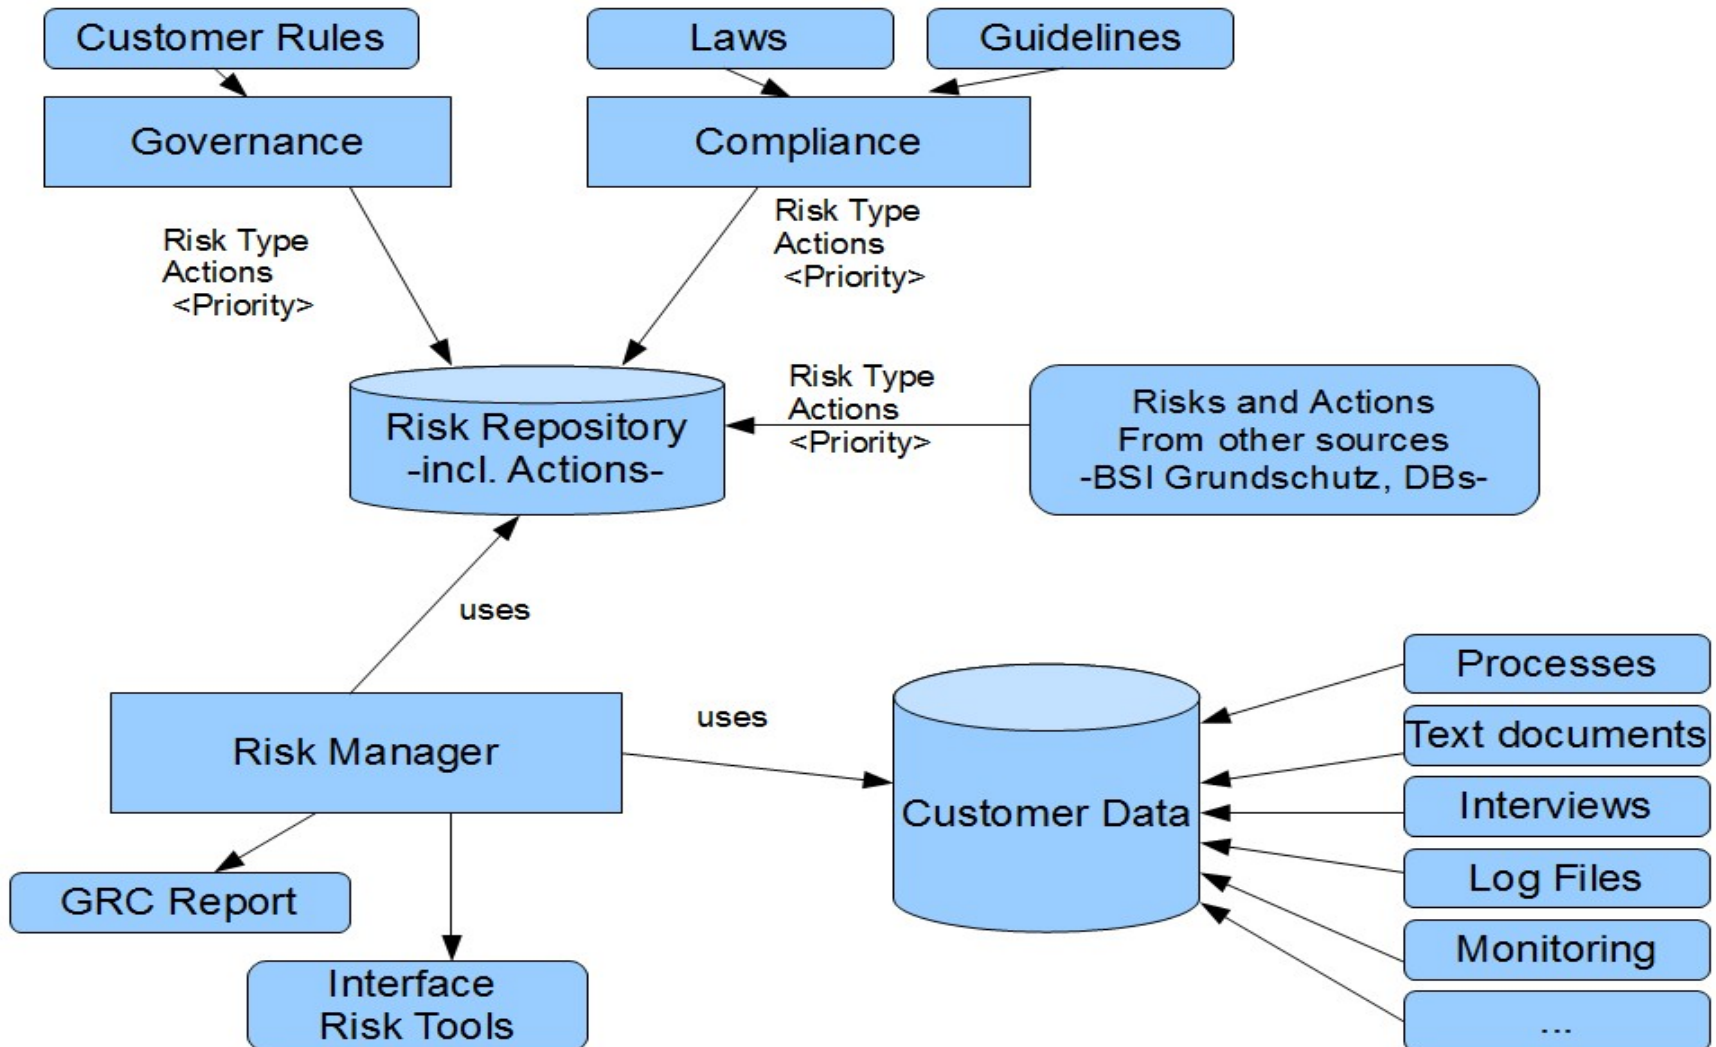 Customer Rules
Laws
Guidelines
Governance
Compliance
Risk Type
Actions
<Priority>
Risk Type
Actions
<Priority>
Risk Type
Actions
<Priority>
Risk Repository
-incl. Actions-
Risks and Actions
From other sources
-BSI Grundschutz, DBs-
uses
Risk Manager
uses
Customer Data
Processes
Text documents
Interviews
Log Files
Monitoring
...
GRC Report
Interface
Risk Tools